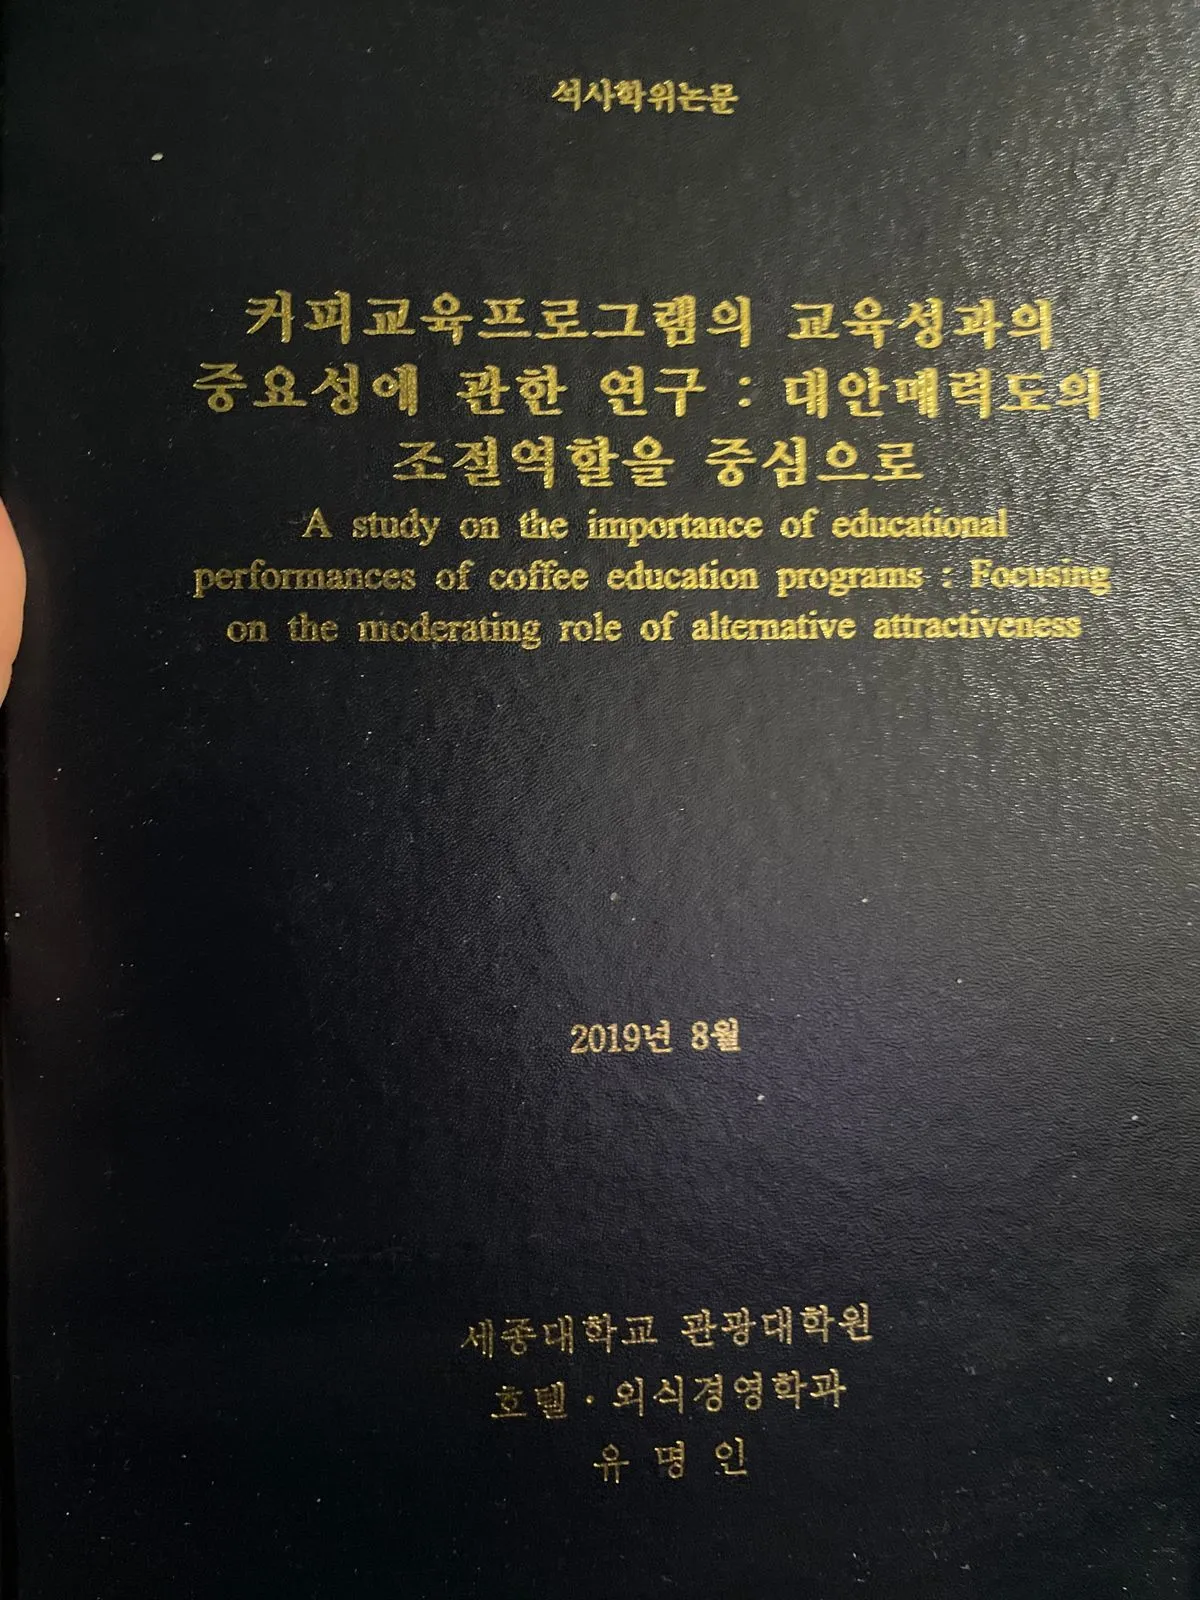 석사학위논문
커피교육프로그램의 교육성과의
중요성에 관한 연구 : 대안매력도의
조절역할을 중심으로
A study on the importance of educational
performances of coffee education programs : Focusing
on the moderating role of alternative attractiveness
2019년 8월
세종대학교 관광대학원
호텔·외식경영학과
유 명 인